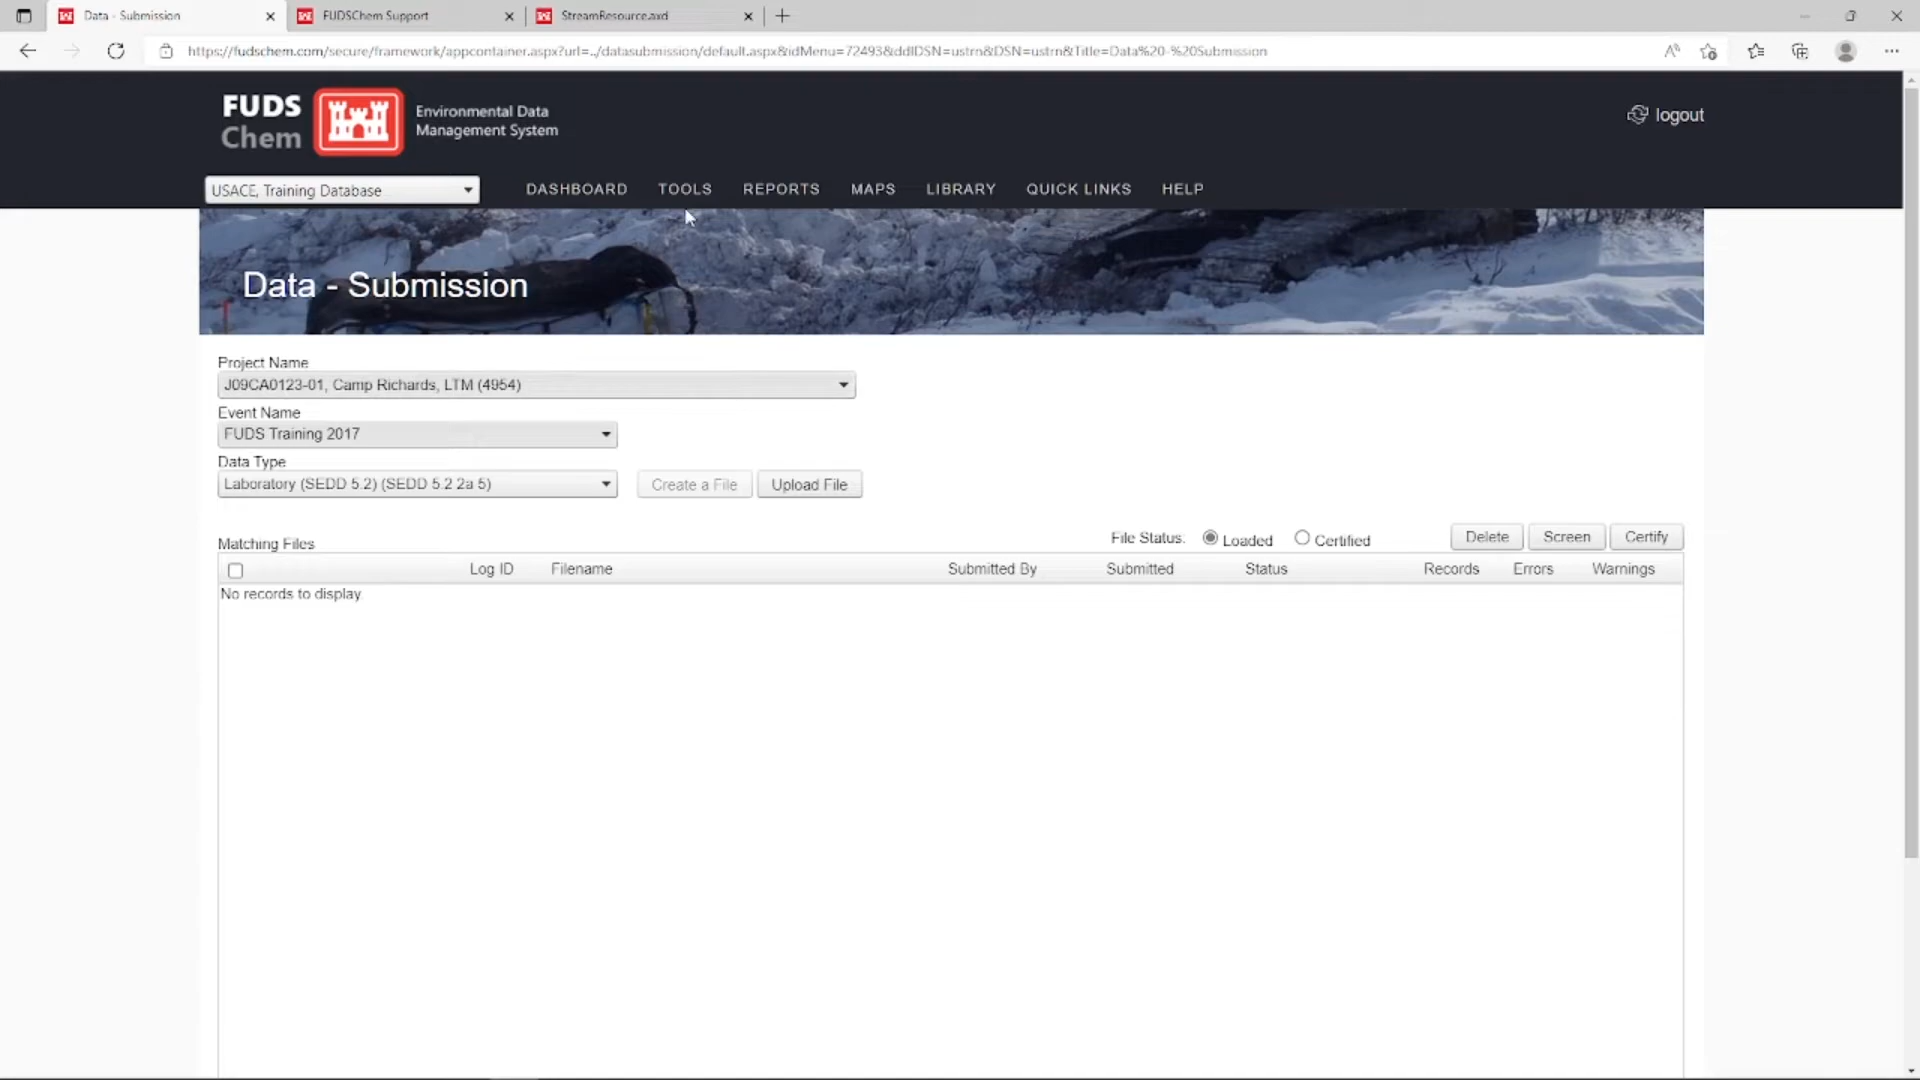 Data - Submission
FUDSChem Support
StreamResource.axd
https://fudschem.com/secure/framework/appcontainer.aspx?url=../datasubmission/default.aspx&idMenu=72493&ddlDSN=ustrn&DSN=ustrn&Title=Data%20-%20Submission
FUDS
Chem
Environmental Data
Management System
logout
USACE, Training Database
DASHBOARD TOOLS REPORTS MAPS LIBRARY QUICK LINKS HELP
Data - Submission
Project Name
J09CA0123-01, Camp Richards, LTM (4954)
Event Name
FUDS Training 2017
Data Type
Laboratory (SEDD 5.2) (SEDD 5.2 2a 5) Create a File Upload File
Matching Files File Status: Loaded Certified Delete Screen Certify
Log ID Filename Submitted By Submitted Status Records Errors Warnings
No records to display